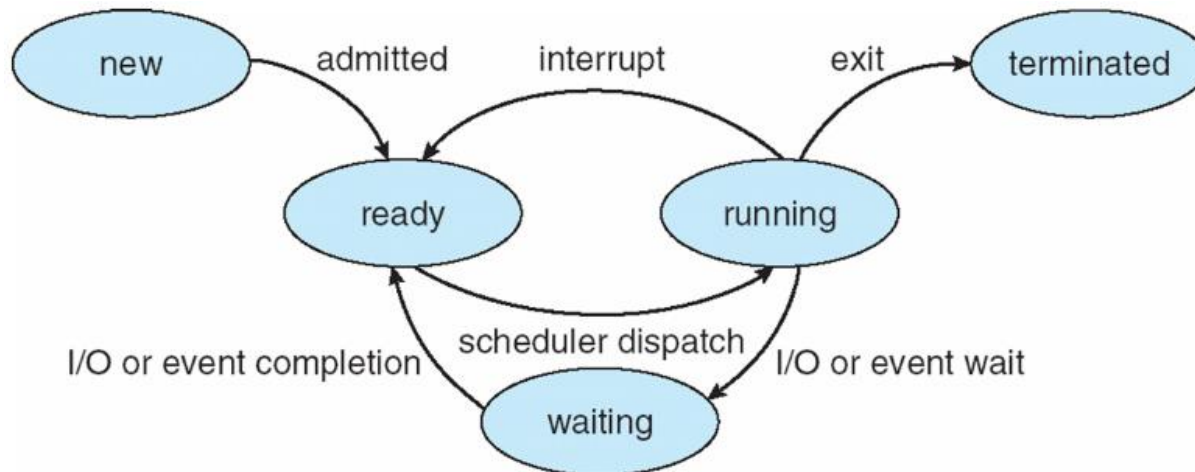 new
admitted
interrupt
exit
terminated
ready
running
scheduler dispatch
I/O or event completion
I/O or event wait
waiting